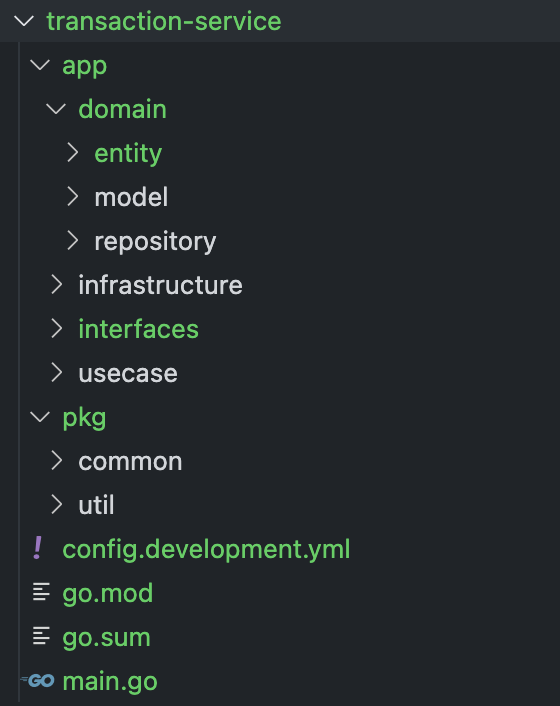 transaction-service
app
domain
entity
model
repository
infrastructure
interfaces
usecase
pkg
common
util
! config.development.yml
go.mod
go.sum
GO main.go